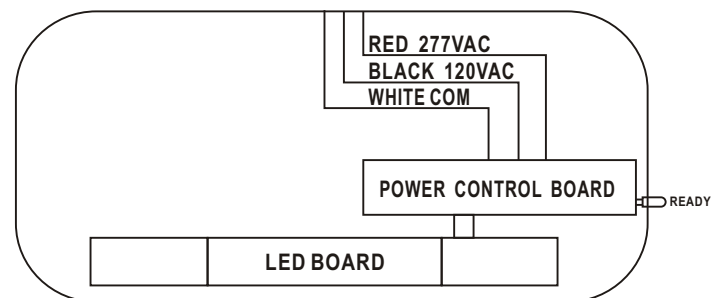 RED 277VAC
BLACK 120VAC
WHITE COM
POWER CONTROL BOARD
READY
LED BOARD